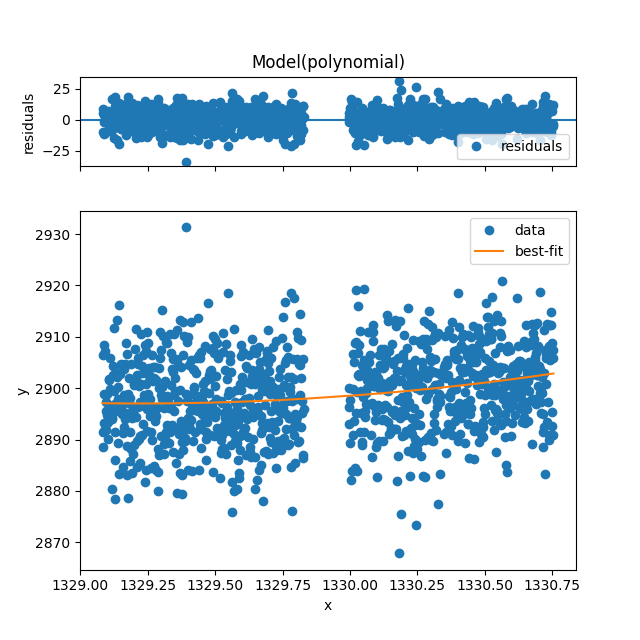 Model(polynomial)
residuals
25
0
−25
residuals
y
2930
2920
2910
2900
2890
2880
2870
data
best-fit
1329.00 1329.25 1329.50 1329.75 1330.00 1330.25 1330.50 1330.75
x